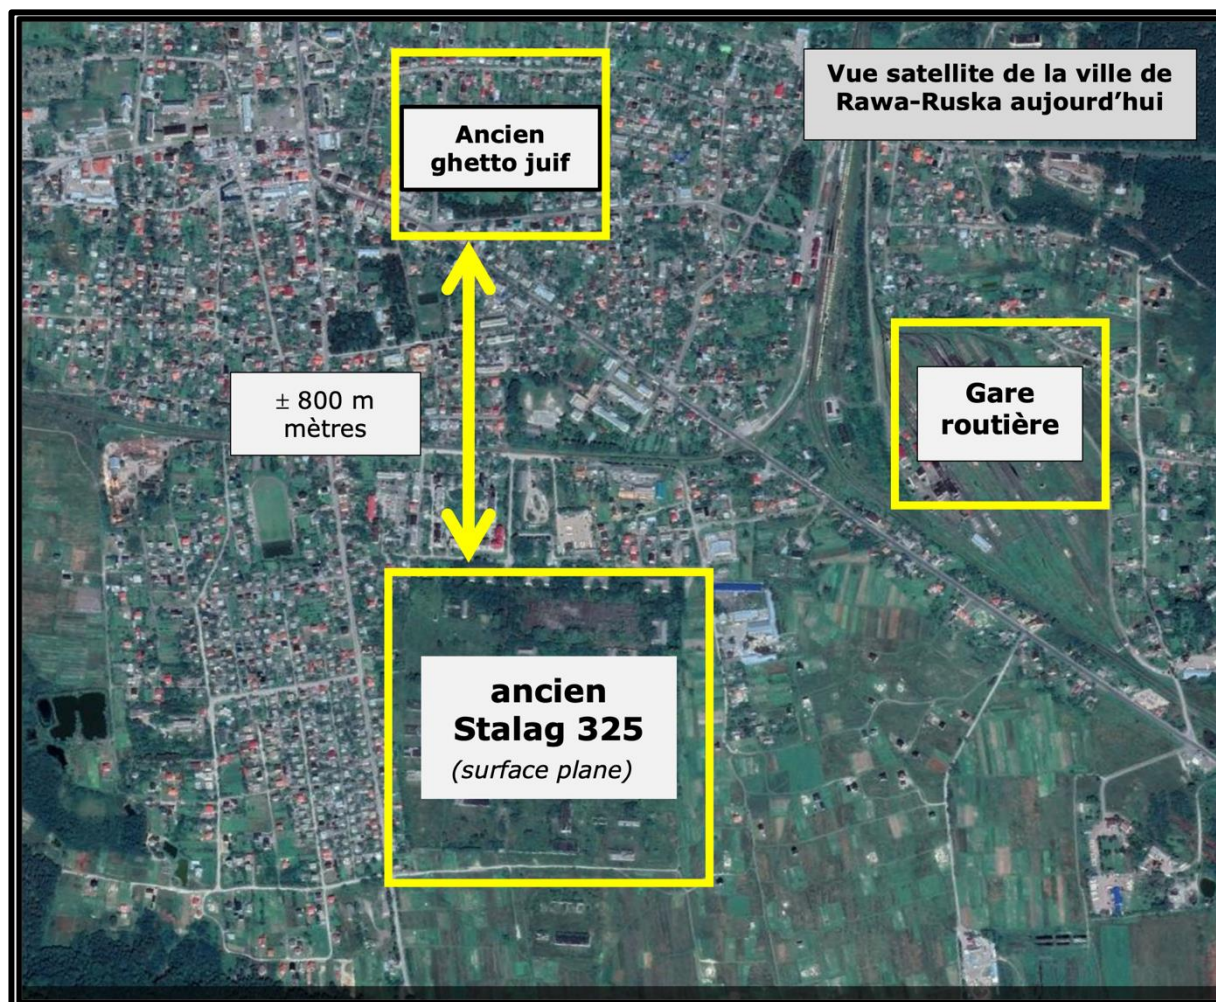 Vue satellite de la ville de
Rawa-Ruska aujourd’hui
Ancien
ghetto juif
± 800 m
mètres
Gare
routière
ancien
Stalag 325
(surface plane)